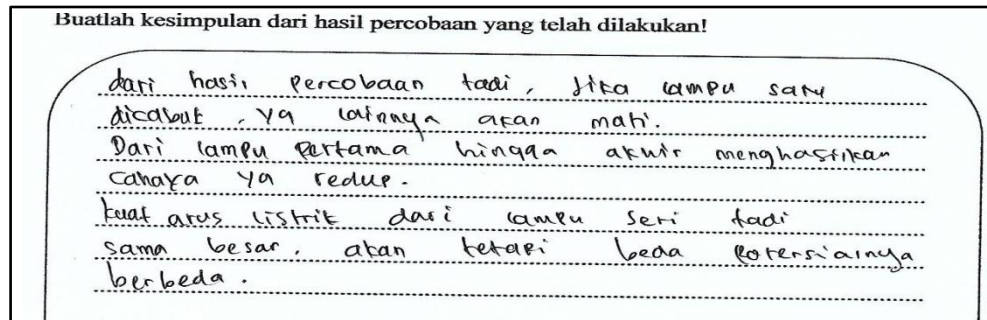 Buatlah kesimpulan dari hasil percobaan yang telah dilakukan!
dari hasil percobaan tadi, jika lampu satu
dicabut, yg lainnya akan mati.
Dari lampu pertama hingga akhir menghasilkan
cahaya yg redup.
kuat arus listrik dari lampu seri tadi
sama besar, akan tetapi beda potensialnya
berbeda.